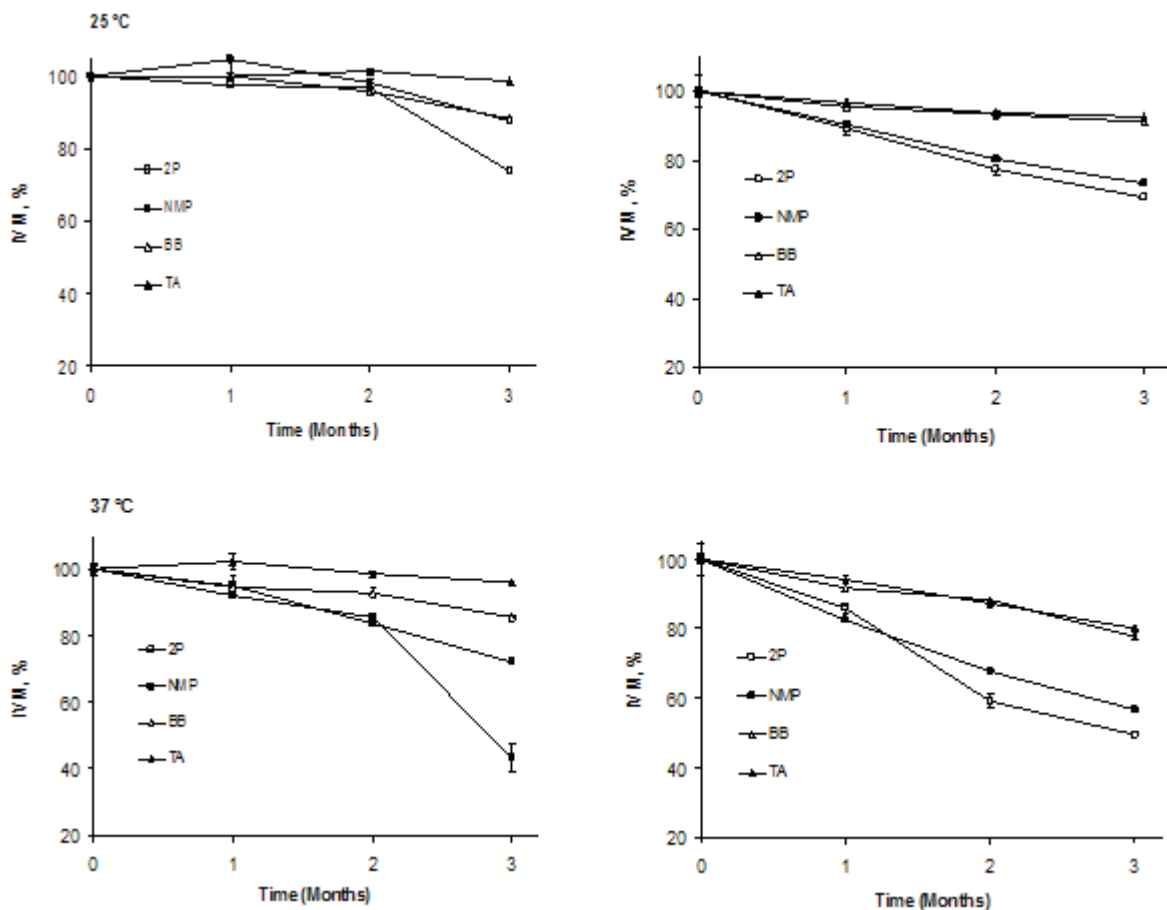 25 °C
100
80
60
40
20
IVM, %
2P
NMP
BB
TA
0 1 2 3
Time (Months)
100
80
60
40
20
IVM, %
2P
NMP
BB
TA
0 1 2 3
Time (Months)
37 °C
100
80
60
40
20
IVM, %
2P
NMP
BB
TA
0 1 2 3
Time (Months)
100
80
60
40
20
IVM, %
2P
NMP
BB
TA
0 1 2 3
Time (Months)